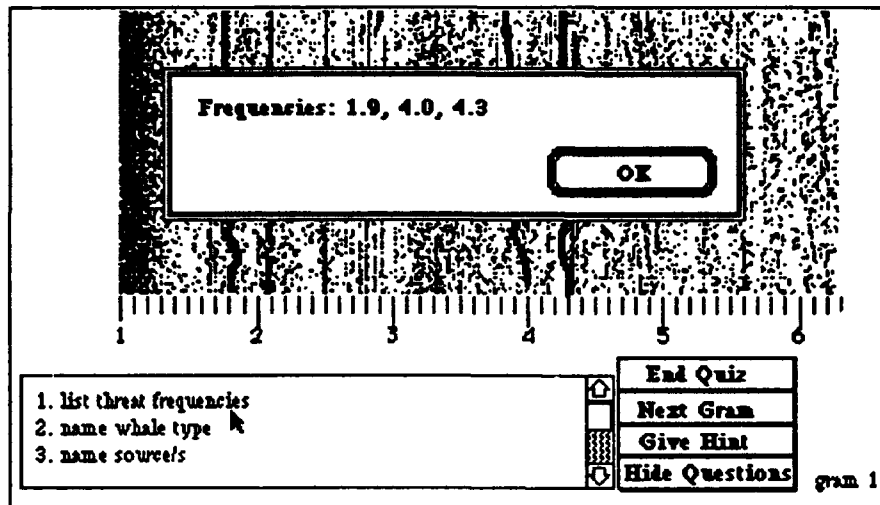 Frequencies: 1.9, 4.0, 4.3
OK
1 2 3 4 5 6
1. list threat frequencies
2. name whale type
3. name source/s
End Quiz
Next Gram
Give Hint
Hide Questions
gram 1